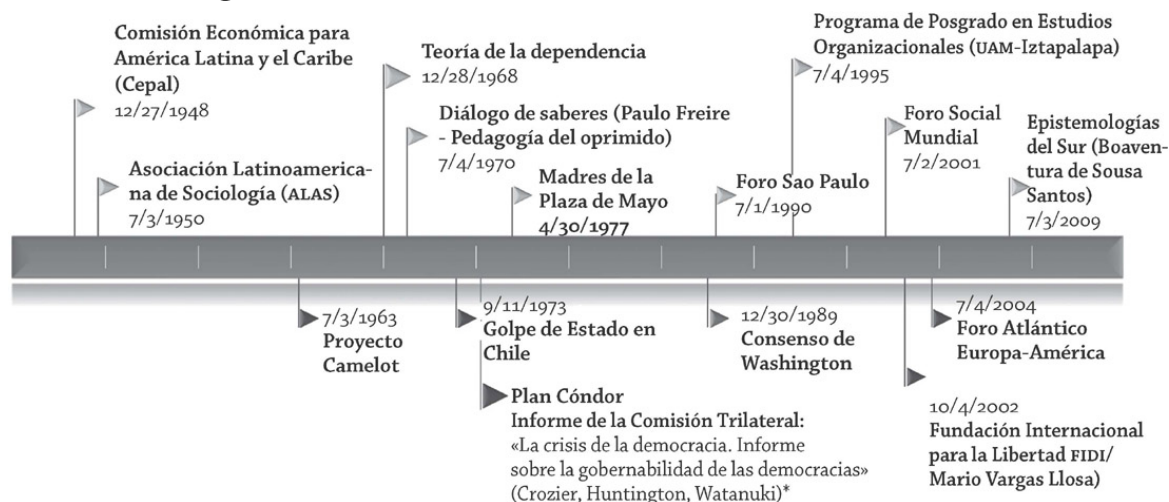 Comisión Económica para
América Latina y el Caribe
(Cepal)
12/27/1948
Asociación Latinoamerica-
na de Sociología (ALAS)
7/3/1950
Teoría de la dependencia
12/28/1968
Diálogo de saberes (Paulo Freire
- Pedagogía del oprimido)
7/4/1970
Madres de la
Plaza de Mayo
4/30/1977
Foro Sao Paulo
7/1/1990
Programa de Posgrado en Estudios
Organizacionales (UAM-Iztapalapa)
7/4/1995
Foro Social
Mundial
7/2/2001
Epistemologías
del Sur (Boaven-
tura de Sousa
Santos)
7/3/2009
7/3/1963
Proyecto
Camelot
9/11/1973
Golpe de Estado en
Chile
Plan Cóndor
Informe de la Comisión Trilateral:
«La crisis de la democracia. Informe
sobre la gobernabilidad de las democracias»
(Crozier, Huntington, Watanuki)*
12/30/1989
Consenso de
Washington
7/4/2004
Foro Atlántico
Europa-América
10/4/2002
Fundación Internacional
para la Libertad FIDI/
Mario Vargas Llosa)